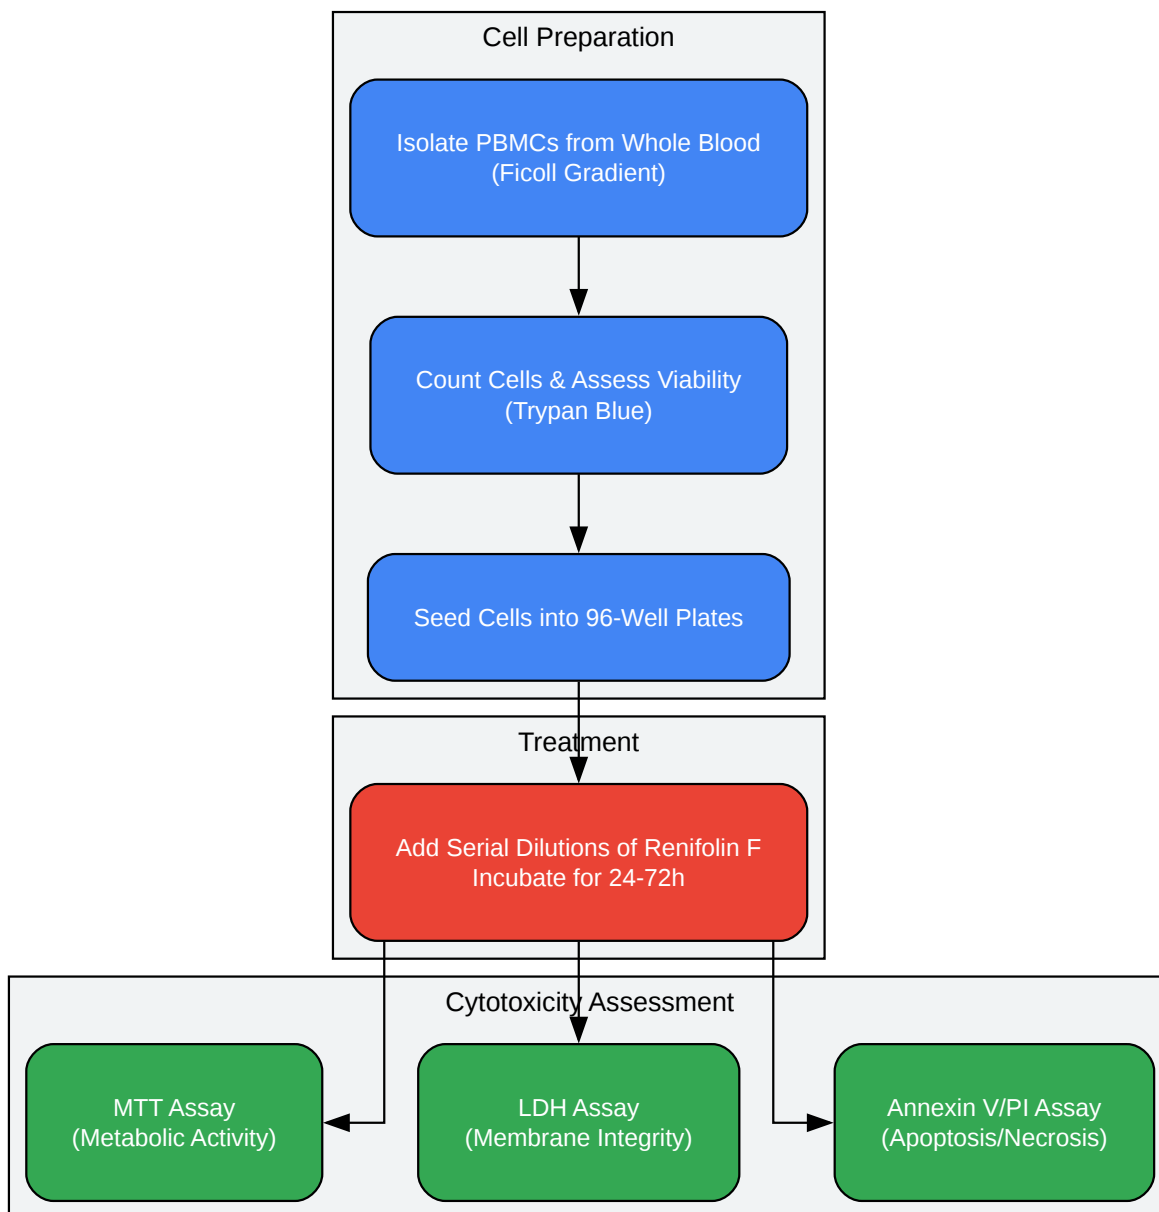 Cell Preparation
Isolate PBMCs from Whole Blood
(Ficoll Gradient)
Count Cells & Assess Viability
(Trypan Blue)
Seed Cells into 96-Well Plates
Treatment
Add Serial Dilutions of Renifolin F
Incubate for 24-72h
Cytotoxicity Assessment
MTT Assay
(Metabolic Activity)
LDH Assay
(Membrane Integrity)
Annexin V/PI Assay
(Apoptosis/Necrosis)